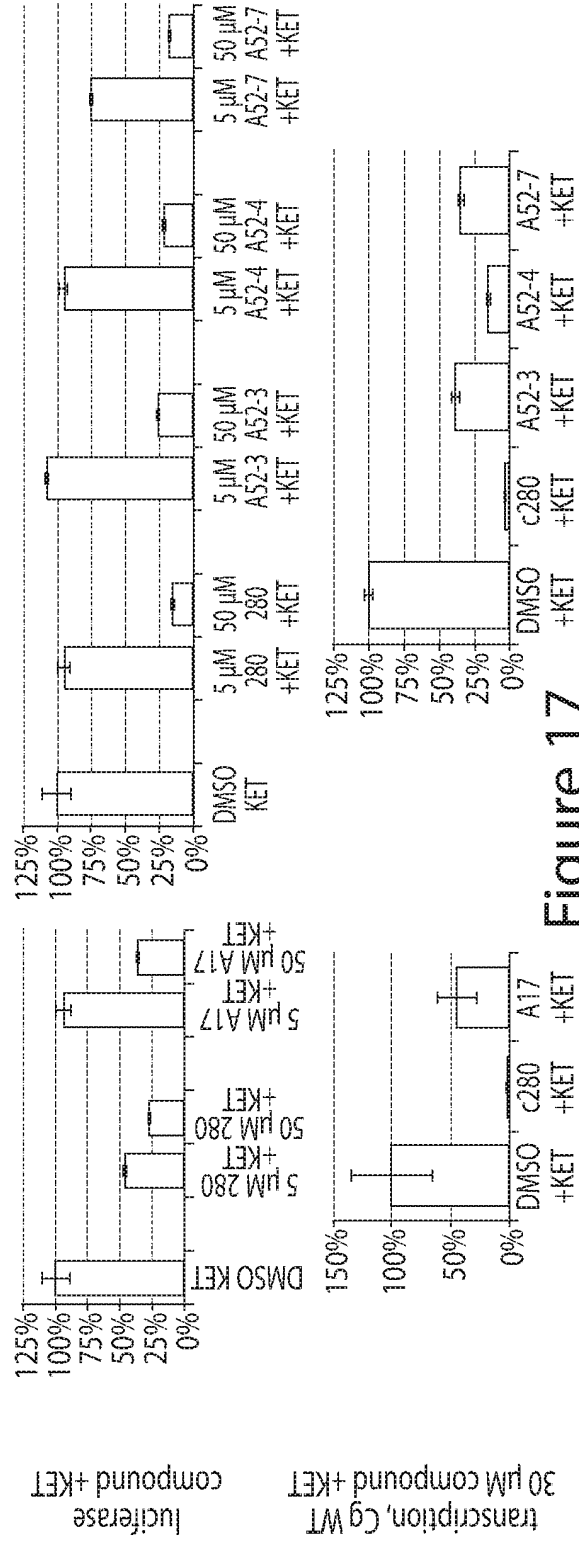 luciferase
compound +KET
125%
100%
75%
50%
25%
0%
DMSO KET
5 µM 280
+KET
50 µM 280
+KET
5 µM A17
+KET
50 µM A17
+KET
125%
100%
75%
50%
25%
0%
DMSO
KET
5 µM
280
+KET
50 µM
280
+KET
5 µM
A52-3
+KET
50 µM
A52-3
+KET
5 µM
A52-4
+KET
50 µM
A52-4
+KET
5 µM
A52-7
+KET
50 µM
A52-7
+KET
transcription, Cg WT
30 µM compound +KET
150%
100%
50%
0%
DMSO
+KET
c280
+KET
A17
+KET
125%
100%
75%
50%
25%
0%
DMSO
+KET
c280
+KET
A52-3
+KET
A52-4
+KET
A52-7
+KET
Figure 17